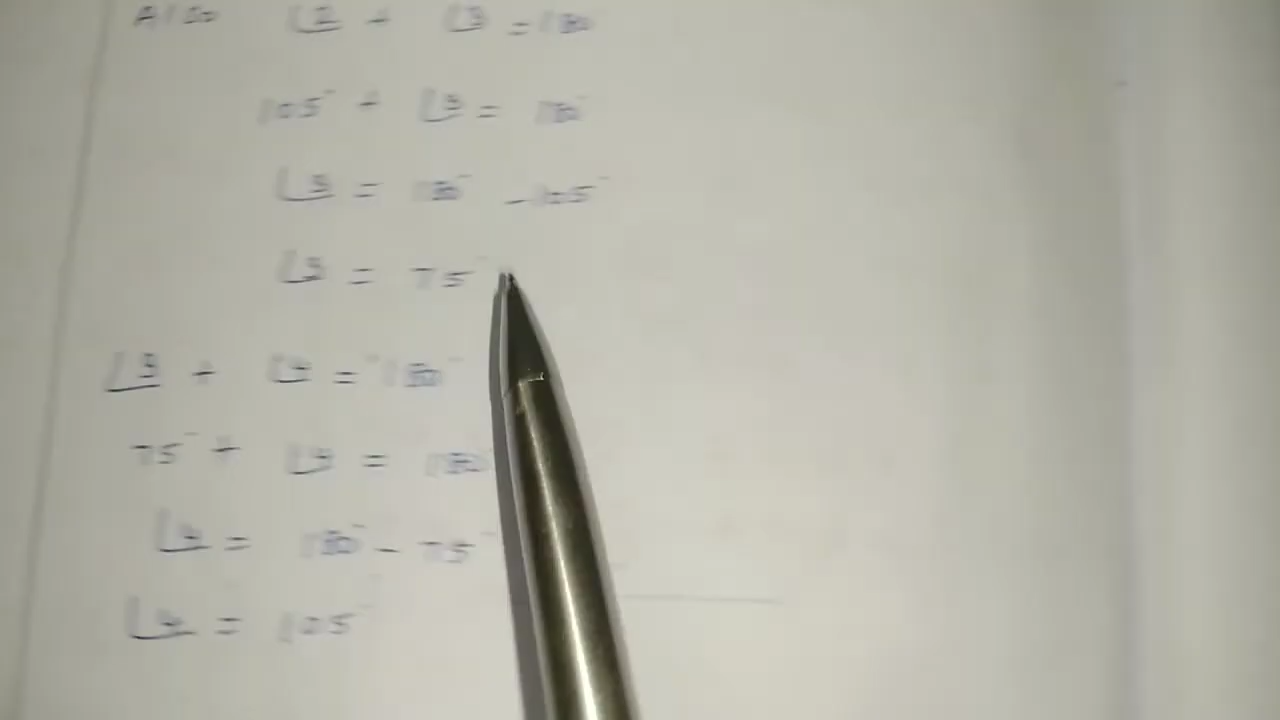 Also ∠2 + ∠3 = 180
105° + ∠3 = 180°
∠3 = 180° - 105°
∠3 = 75°
∠3 + ∠4 = 180°
75° + ∠4 = 180°
∠4 = 180° - 75°
∠4 = 105°